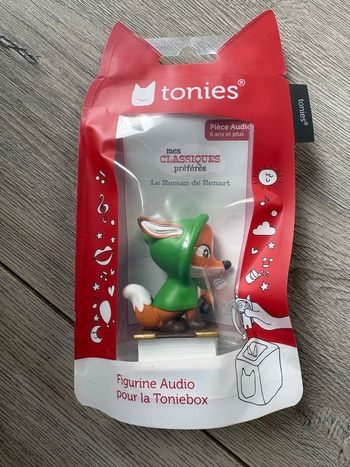 tonies®
tonies®
Pièce Audio
6 ans et plus
mes
CLASSIQUES
préférés
Le Roman de Renart
Figurine Audio
pour la Toniebox